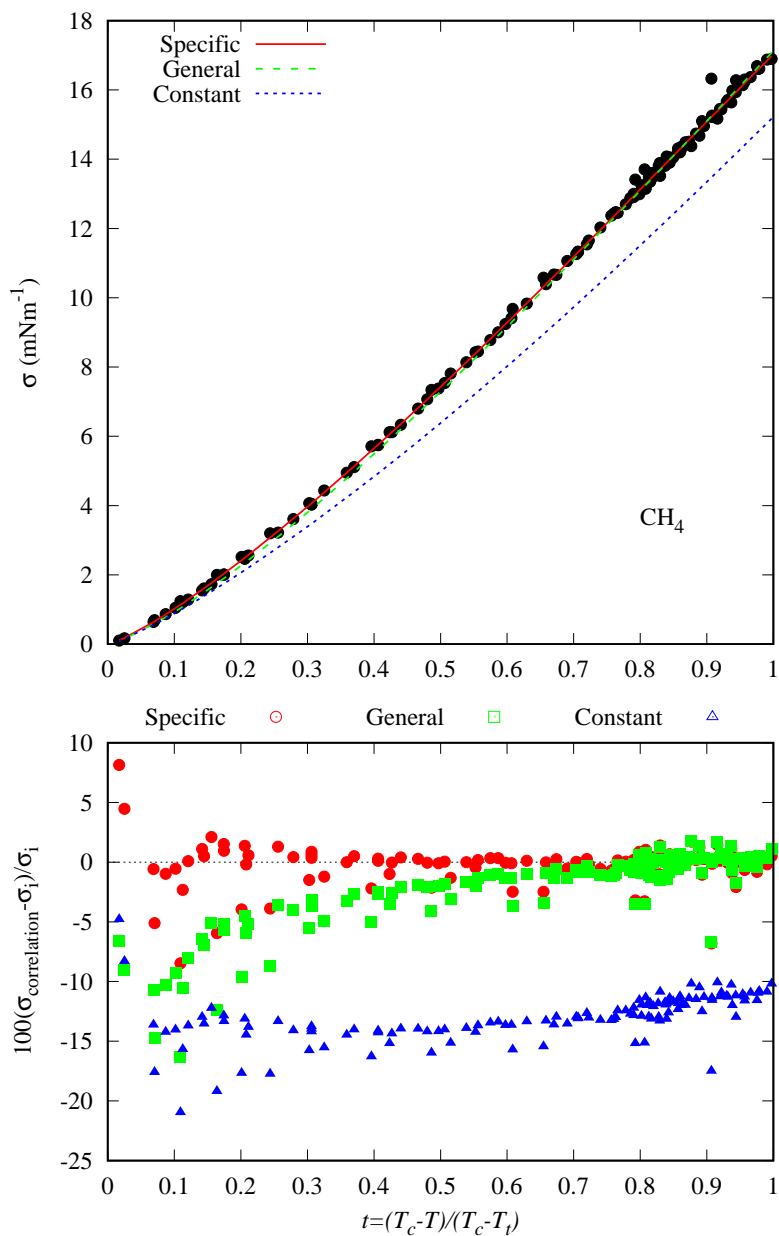 18
16
14
12
10
8
6
4
2
0
σ (mNm⁻¹)
Specific
General
Constant
CH₄
0 0.1 0.2 0.3 0.4 0.5 0.6 0.7 0.8 0.9 1
Specific General Constant
10
5
0
-5
-10
-15
-20
-25
100(σcorrelation-σᵢ)/σᵢ
0 0.1 0.2 0.3 0.4 0.5 0.6 0.7 0.8 0.9 1
t=(T_c-T)/(T_c-T_t)